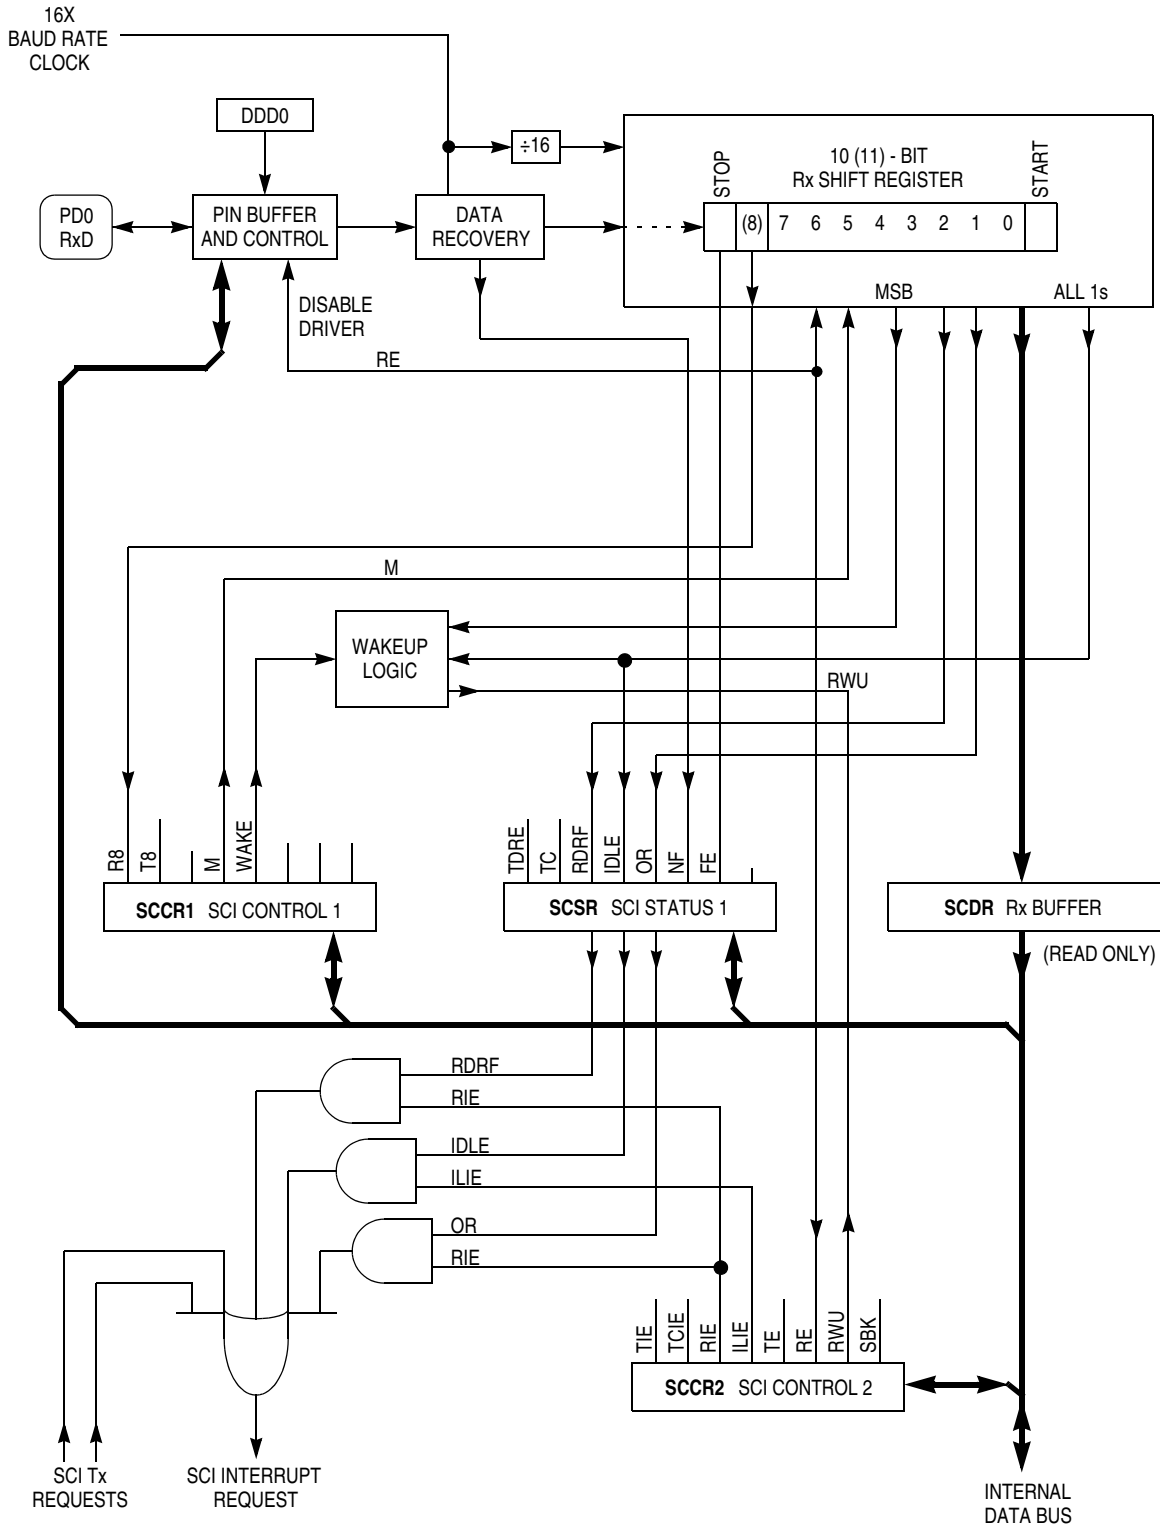 16X
BAUD RATE
CLOCK
DDD0
÷16
10 (11) - BIT
Rx SHIFT REGISTER
STOP
START
(8) 7 6 5 4 3 2 1 0
PD0
RxD
PIN BUFFER
AND CONTROL
DATA
RECOVERY
MSB
ALL 1s
DISABLE
DRIVER
RE
M
WAKEUP
LOGIC
RWU
R8
T8
M
WAKE
TDRE
TC
RDRF
IDLE
OR
NF
FE
SCCR1 SCI CONTROL 1
SCSR SCI STATUS 1
SCDR Rx BUFFER
(READ ONLY)
RDRF
RIE
IDLE
ILIE
OR
RIE
TIE
TCIE
RIE
ILIE
TE
RE
RWU
SBK
SCCR2 SCI CONTROL 2
SCI Tx
REQUESTS
SCI INTERRUPT
REQUEST
INTERNAL
DATA BUS